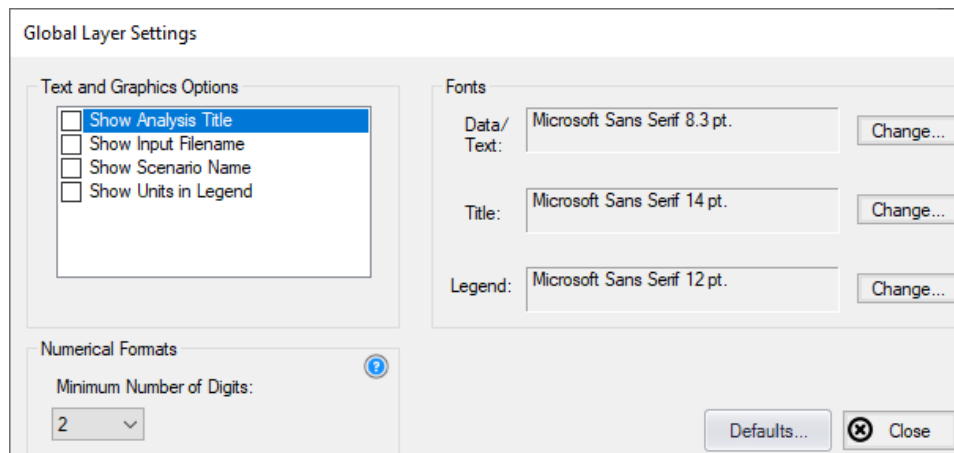 Global Layer Settings
Text and Graphics Options
Show Analysis Title
Show Input Filename
Show Scenario Name
Show Units in Legend
Fonts
Data/
Text:
Microsoft Sans Serif 8.3 pt.
Change...
Title:
Microsoft Sans Serif 14 pt.
Change...
Legend:
Microsoft Sans Serif 12 pt.
Change...
Numerical Formats
?
Minimum Number of Digits:
2
Defaults...
Close